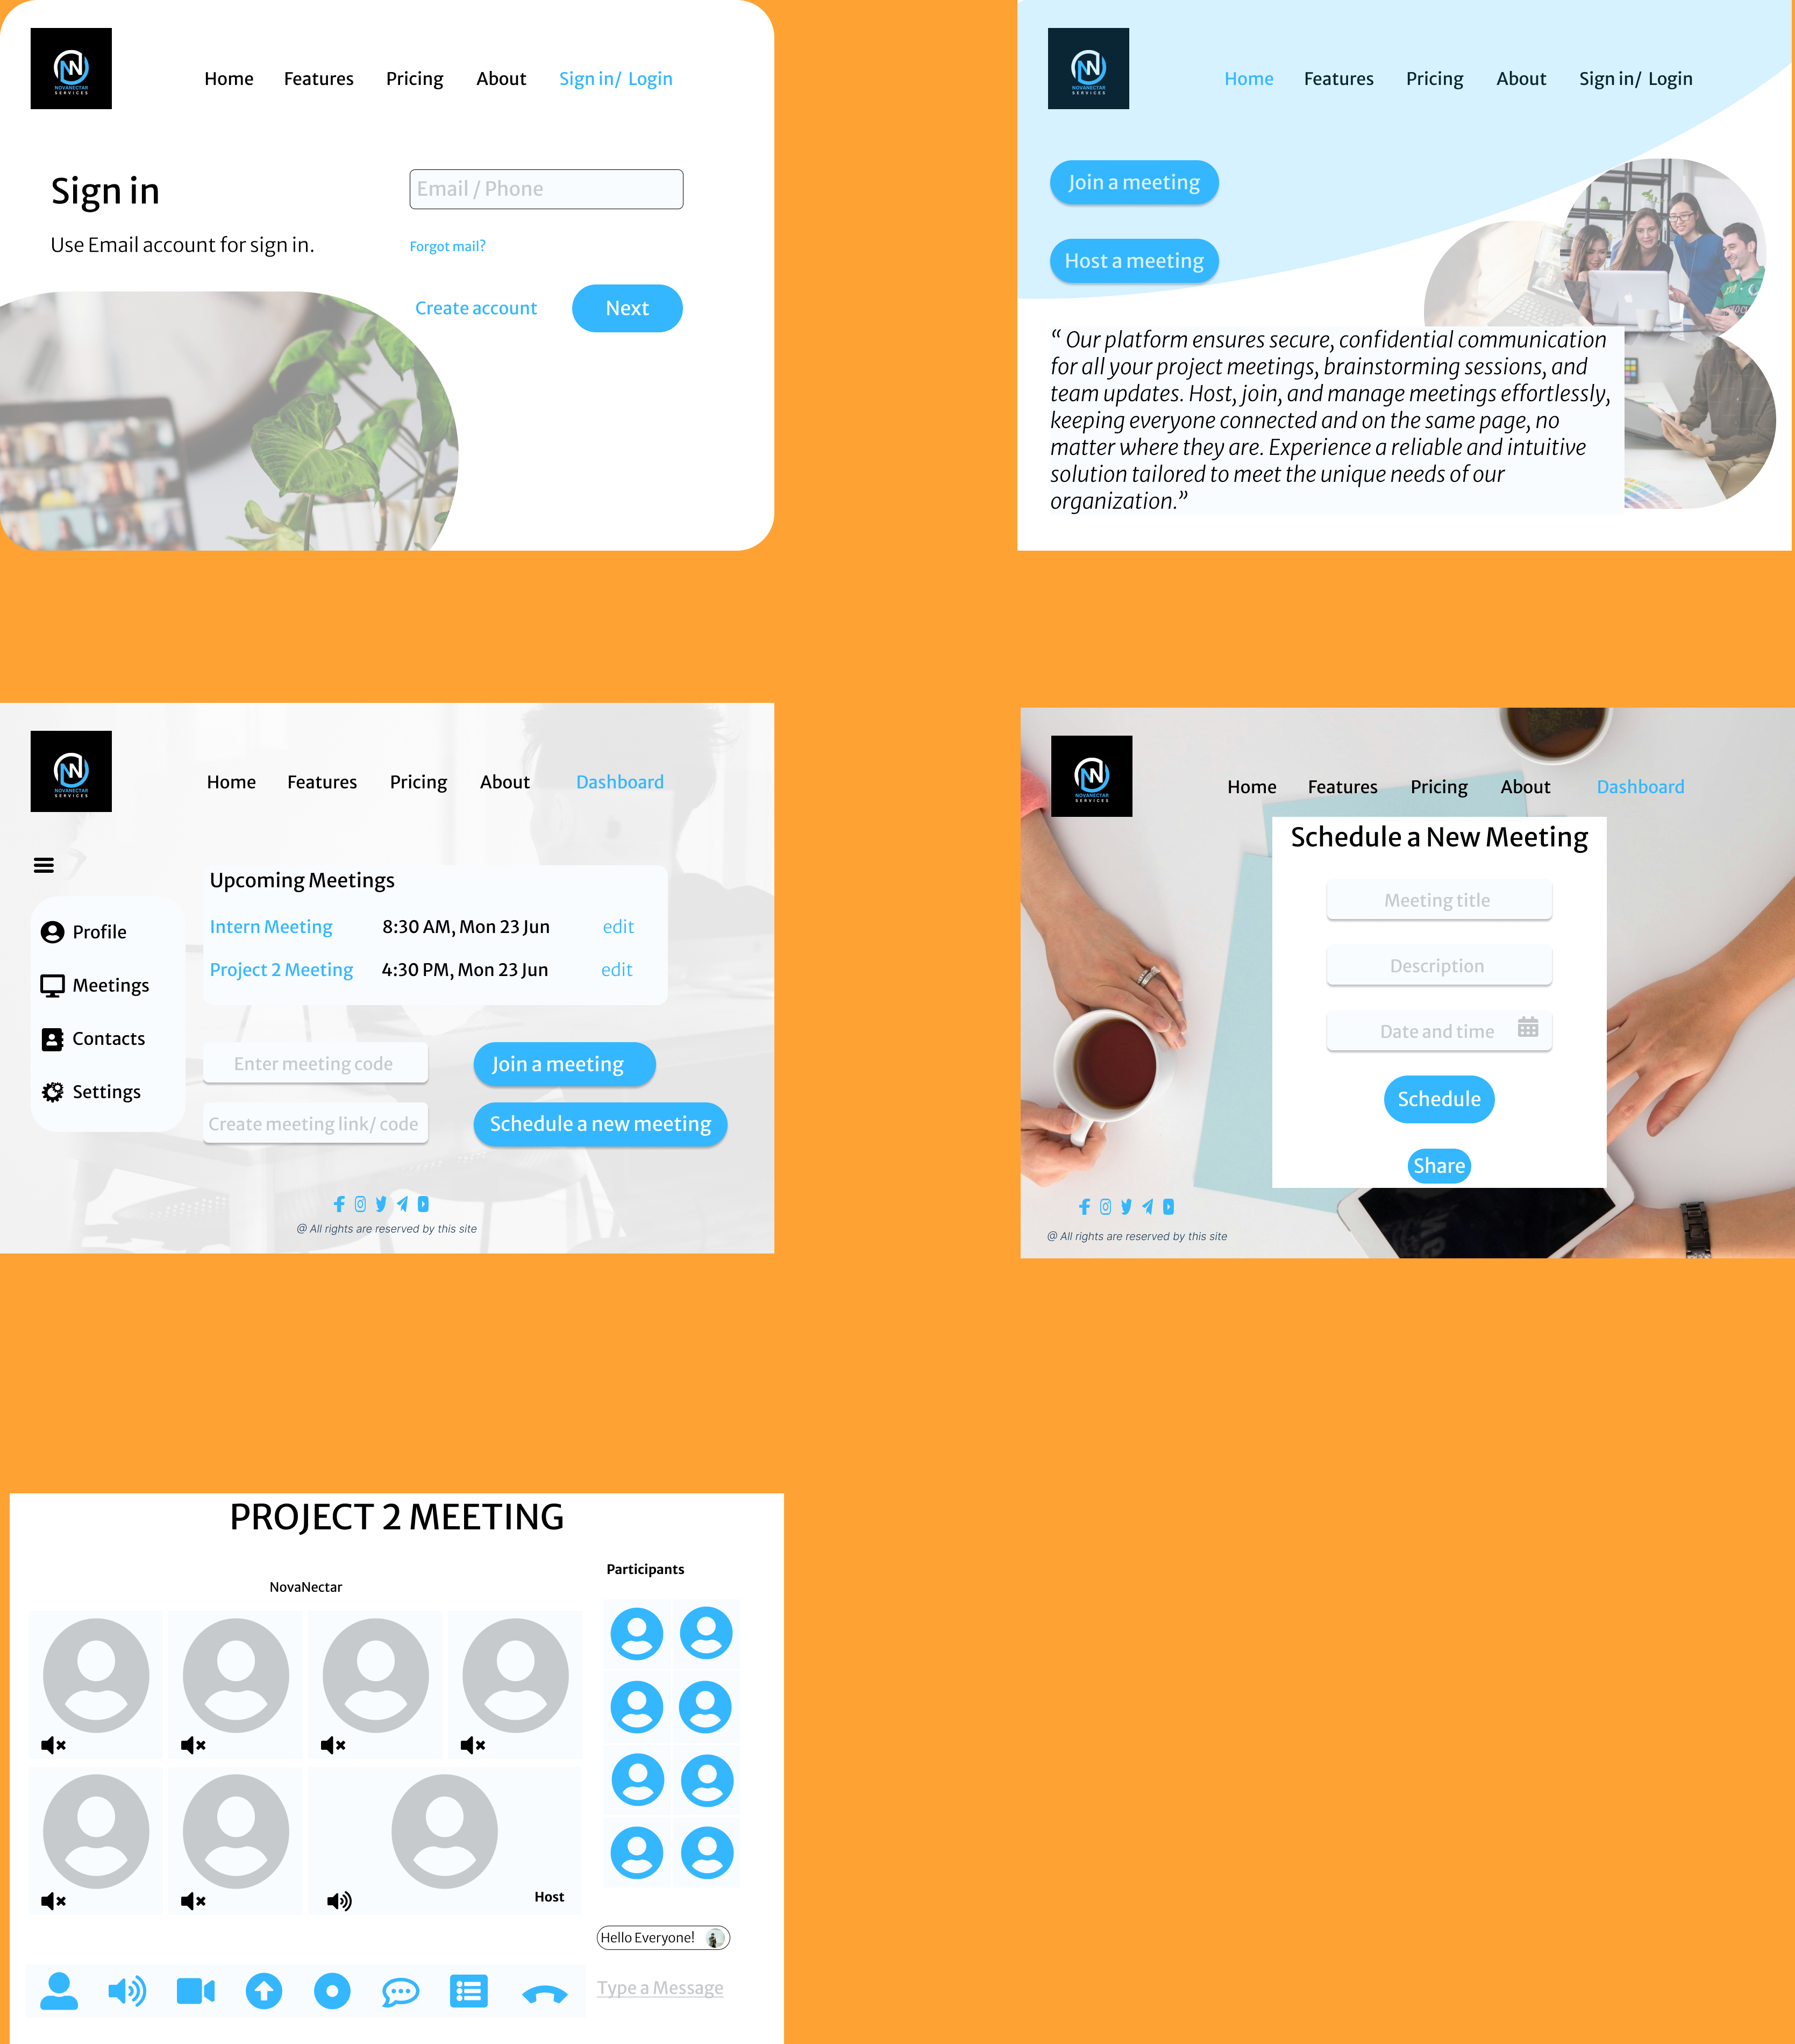 NOVANECTAR
SERVICES
Home Features Pricing About Sign in/ Login
Sign in
Use Email account for sign in.
Email / Phone
Forgot mail?
Create account Next
NOVANECTAR
SERVICES
Home Features Pricing About Sign in/ Login
Join a meeting
Host a meeting
“ Our platform ensures secure, confidential communication
for all your project meetings, brainstorming sessions, and
team updates. Host, join, and manage meetings effortlessly,
keeping everyone connected and on the same page, no
matter where they are. Experience a reliable and intuitive
solution tailored to meet the unique needs of our
organization.”
NOVANECTAR
SERVICES
Home Features Pricing About Dashboard
Profile
Meetings
Contacts
Settings
Upcoming Meetings
Intern Meeting 8:30 AM, Mon 23 Jun edit
Project 2 Meeting 4:30 PM, Mon 23 Jun edit
Enter meeting code Join a meeting
Create meeting link/ code Schedule a new meeting
@ All rights are reserved by this site
NOVANECTAR
SERVICES
Home Features Pricing About Dashboard
Schedule a New Meeting
Meeting title
Description
Date and time
Schedule
Share
@ All rights are reserved by this site
PROJECT 2 MEETING
NovaNectar
Participants
Host
Hello Everyone!
Type a Message